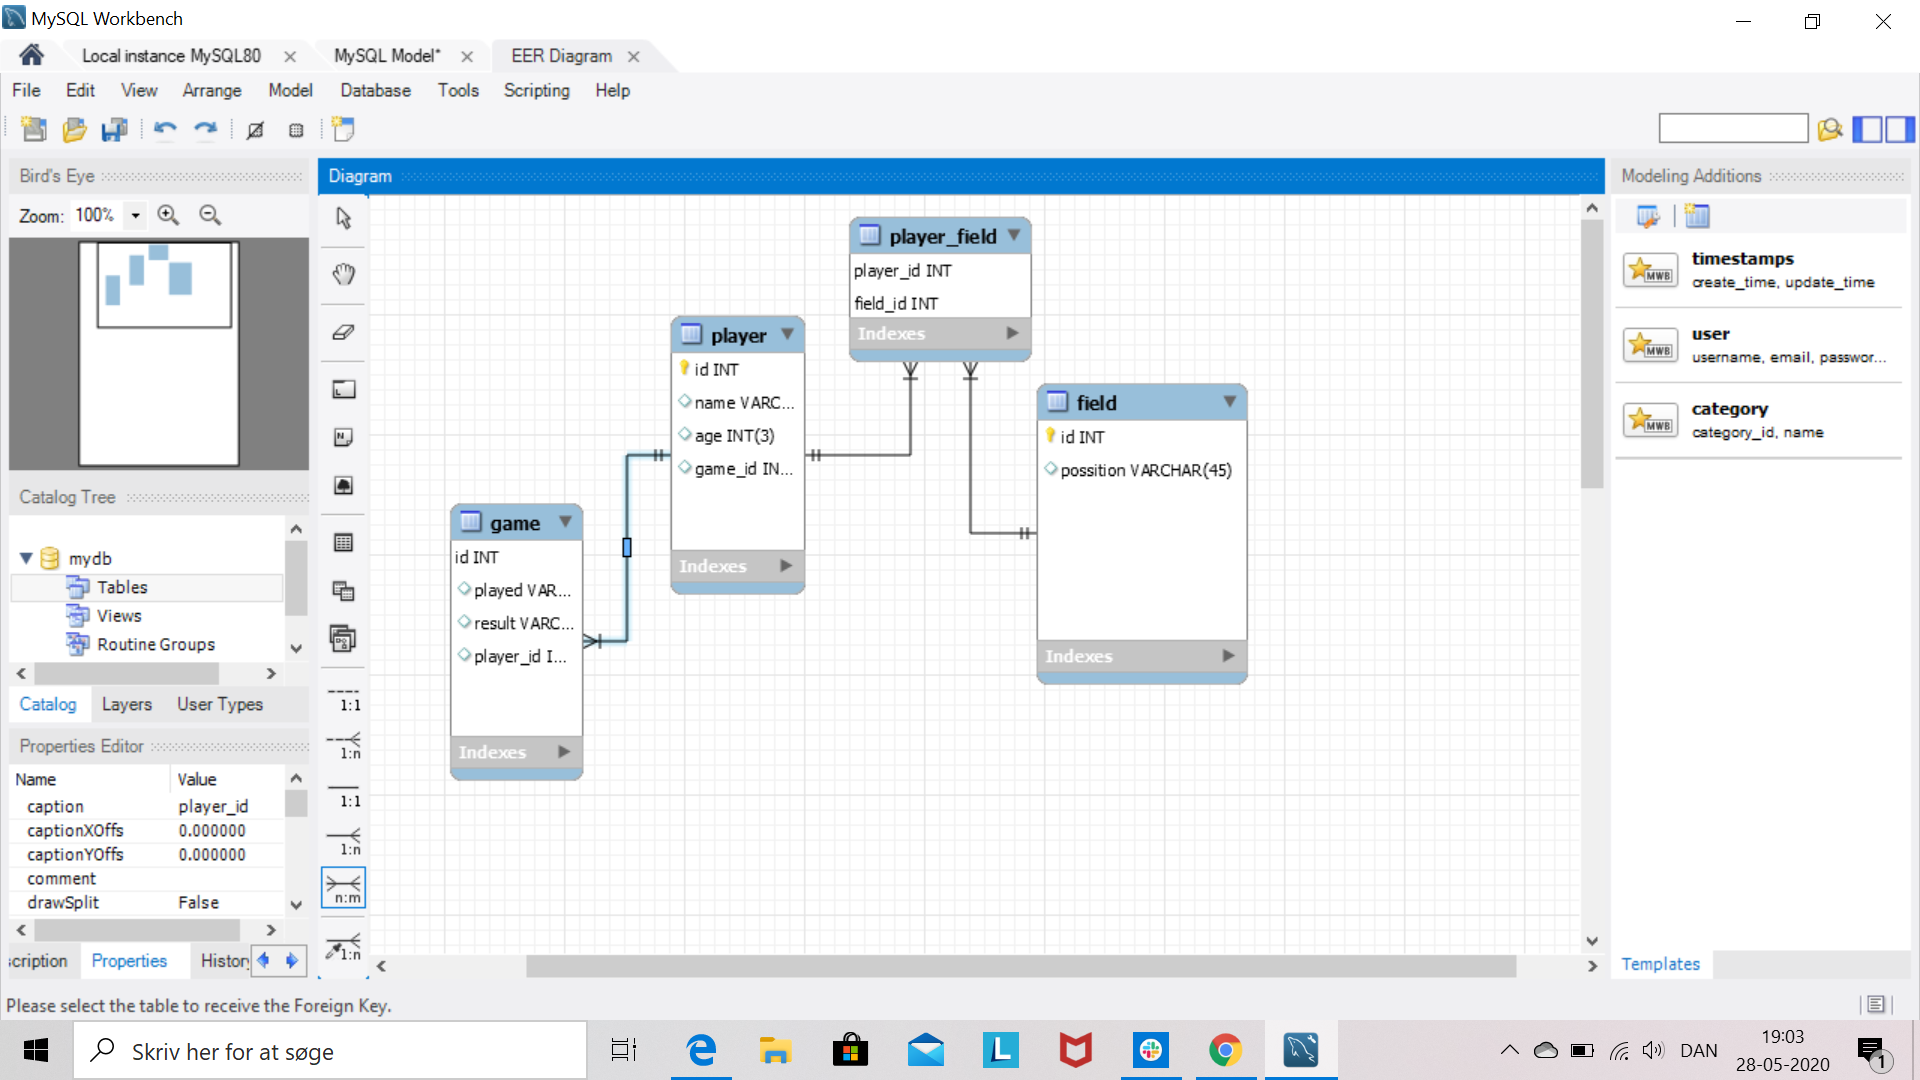 MySQL Workbench
Local instance MySQL80
MySQL Model*
EER Diagram
File Edit View Arrange Model Database Tools Scripting Help
Bird's Eye
Zoom: 100%
Diagram
Modeling Additions
timestamps
create_time, update_time
user
username, email, passwor...
category
category_id, name
Templates
player_field
player_id INT
field_id INT
Indexes
player
id INT
name VARC...
age INT(3)
game_id IN...
Indexes
field
id INT
possition VARCHAR(45)
Indexes
game
id INT
played VAR...
result VARC...
player_id I...
Indexes
1:1
1:n
1:1
1:n
n:m
1:n
Catalog Tree
mydb
Tables
Views
Routine Groups
Catalog Layers User Types
Properties Editor
Name Value
caption player_id
captionXOffs 0.000000
captionYOffs 0.000000
comment
drawSplit False
scription Properties History
Please select the table to receive the Foreign Key.
Skriv her for at søge
DAN
19:03
28-05-2020
1
MWB
MWB
MWB
N
L